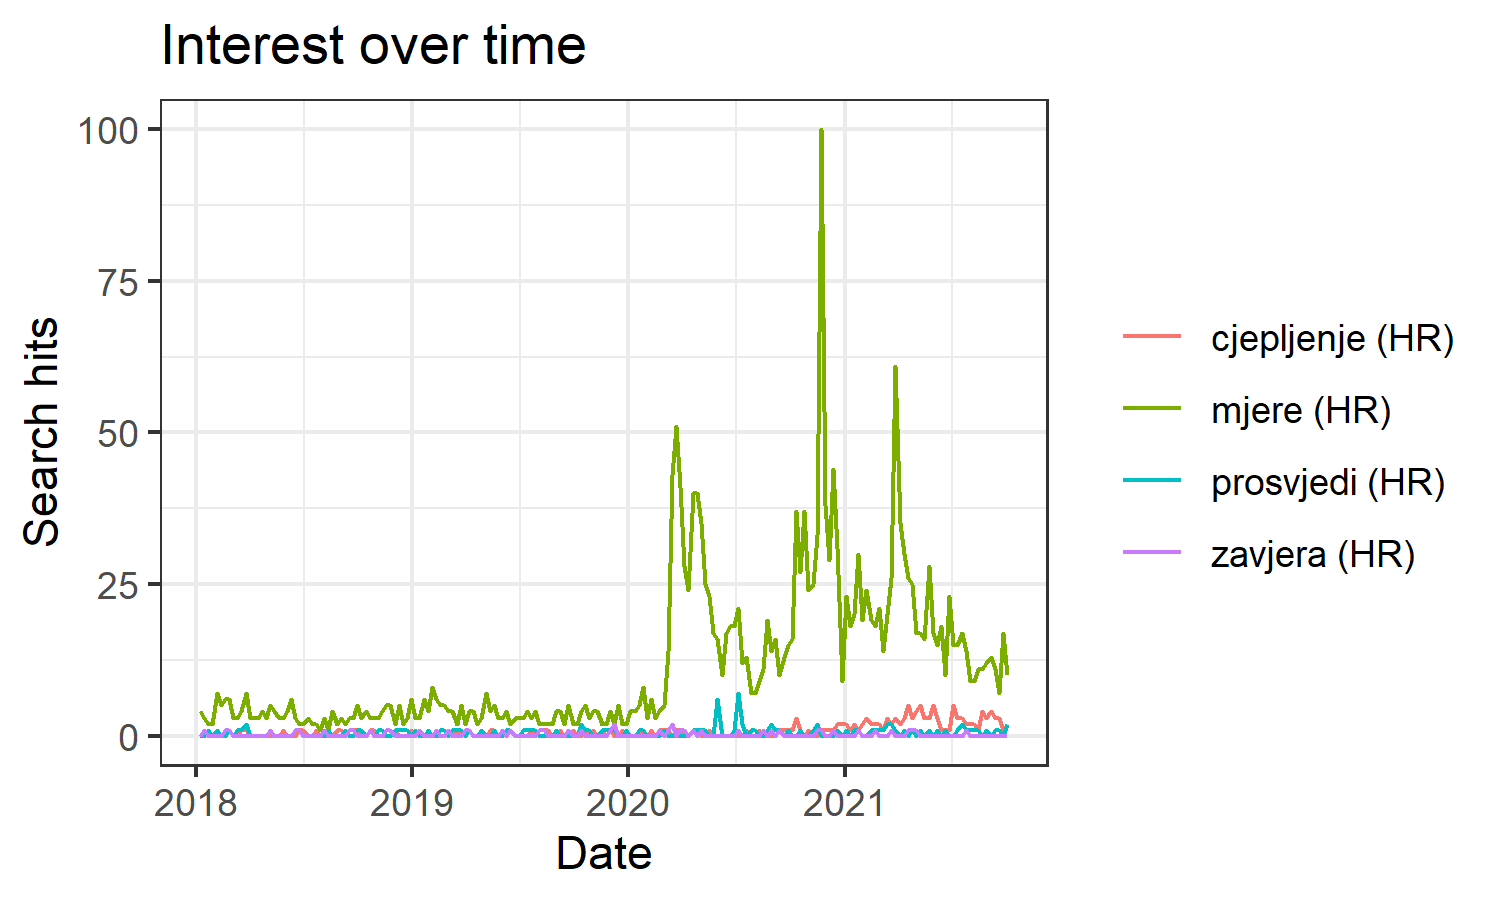 Interest over time
100
75
50
25
0
Search hits
2018 2019 2020 2021
Date
cjepljenje (HR)
mjere (HR)
prosvjedi (HR)
zavjera (HR)